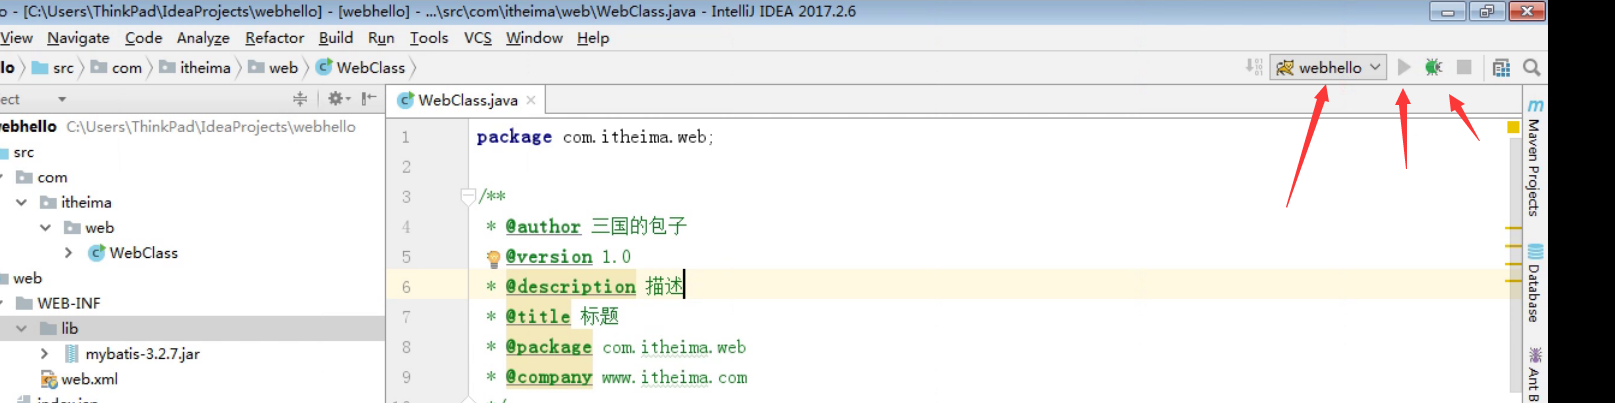 o - [C:\Users\ThinkPad\IdeaProjects\webhello] - [webhello] - ...\src\com\itheima\web\WebClass.java - IntelliJ IDEA 2017.2.6
View Navigate Code Analyze Refactor Build Run Tools VCS Window Help
lo src com itheima web WebClass webhello
ect WebClass.java
webhello C:\Users\ThinkPad\IdeaProjects\webhello
src
com
itheima
web
WebClass
web
WEB-INF
lib
mybatis-3.2.7.jar
web.xml
1 package com.itheima.web;
2
3 /**
4 * @author 三国的包子
5 @version 1.0
6 * @description 描述
7 * @title 标题
8 * @package com.itheima.web
9 * @company www.itheima.com
Maven Projects
Database
Ant B